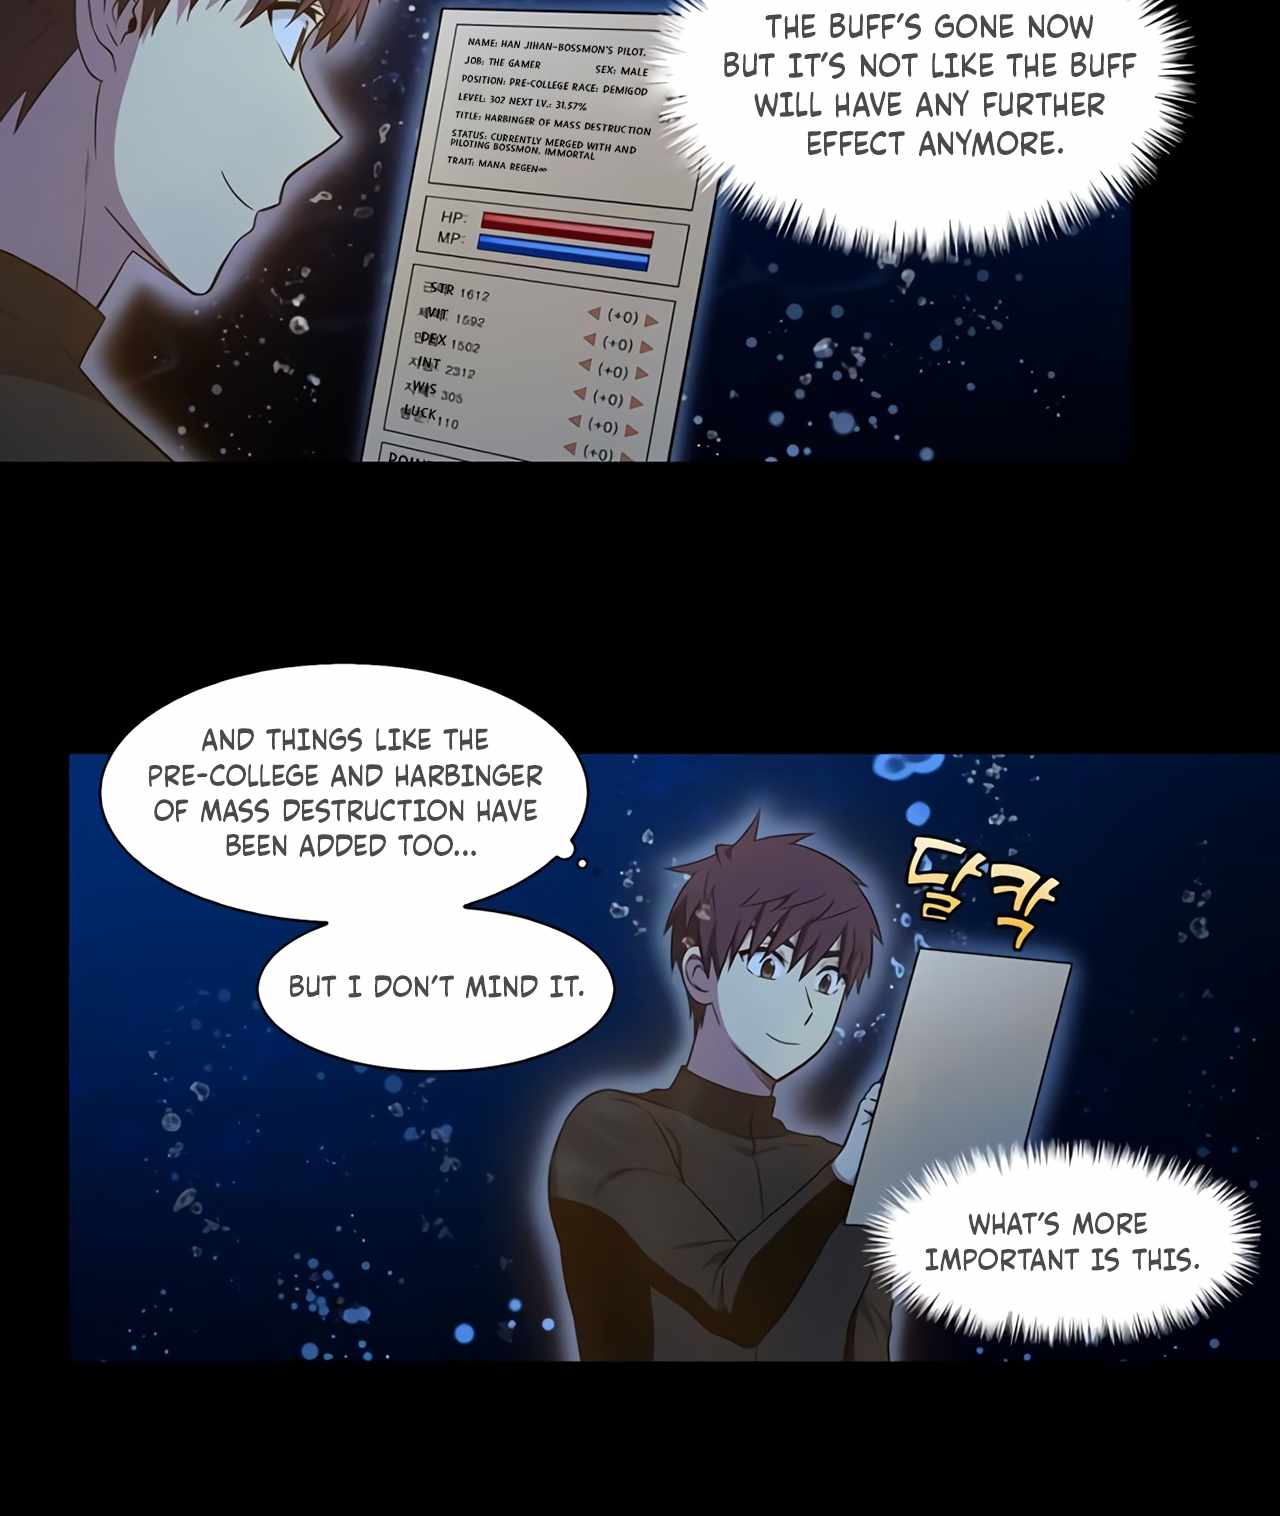 THE BUFF'S GONE NOW
BUT IT'S NOT LIKE THE BUFF
WILL HAVE ANY FURTHER
EFFECT ANYMORE.
NAME: HAN JIHAN-BOSSMON'S PILOT.
JOB: THE GAMER SEX: MALE
POSITION: PRE-COLLEGE RACE: DEMIGOD
LEVEL: 302 NEXT LV.: 31.57%
TITLE: HARBINGER OF MASS DESTRUCTION
STATUS: CURRENTLY MERGED WITH AND
PILOTING BOSSMON. IMMORTAL
TRAIT: MANA REGEN∞
HP:
MP:
STR 1612 (+0)
VIT 1592 (+0)
DEX 1502 (+0)
INT 2312 (+0)
WIS 305 (+0)
LUCK 110 (+0)
AND THINGS LIKE THE
PRE-COLLEGE AND HARBINGER
OF MASS DESTRUCTION HAVE
BEEN ADDED TOO...
BUT I DON'T MIND IT.
달칵
WHAT'S MORE
IMPORTANT IS THIS.